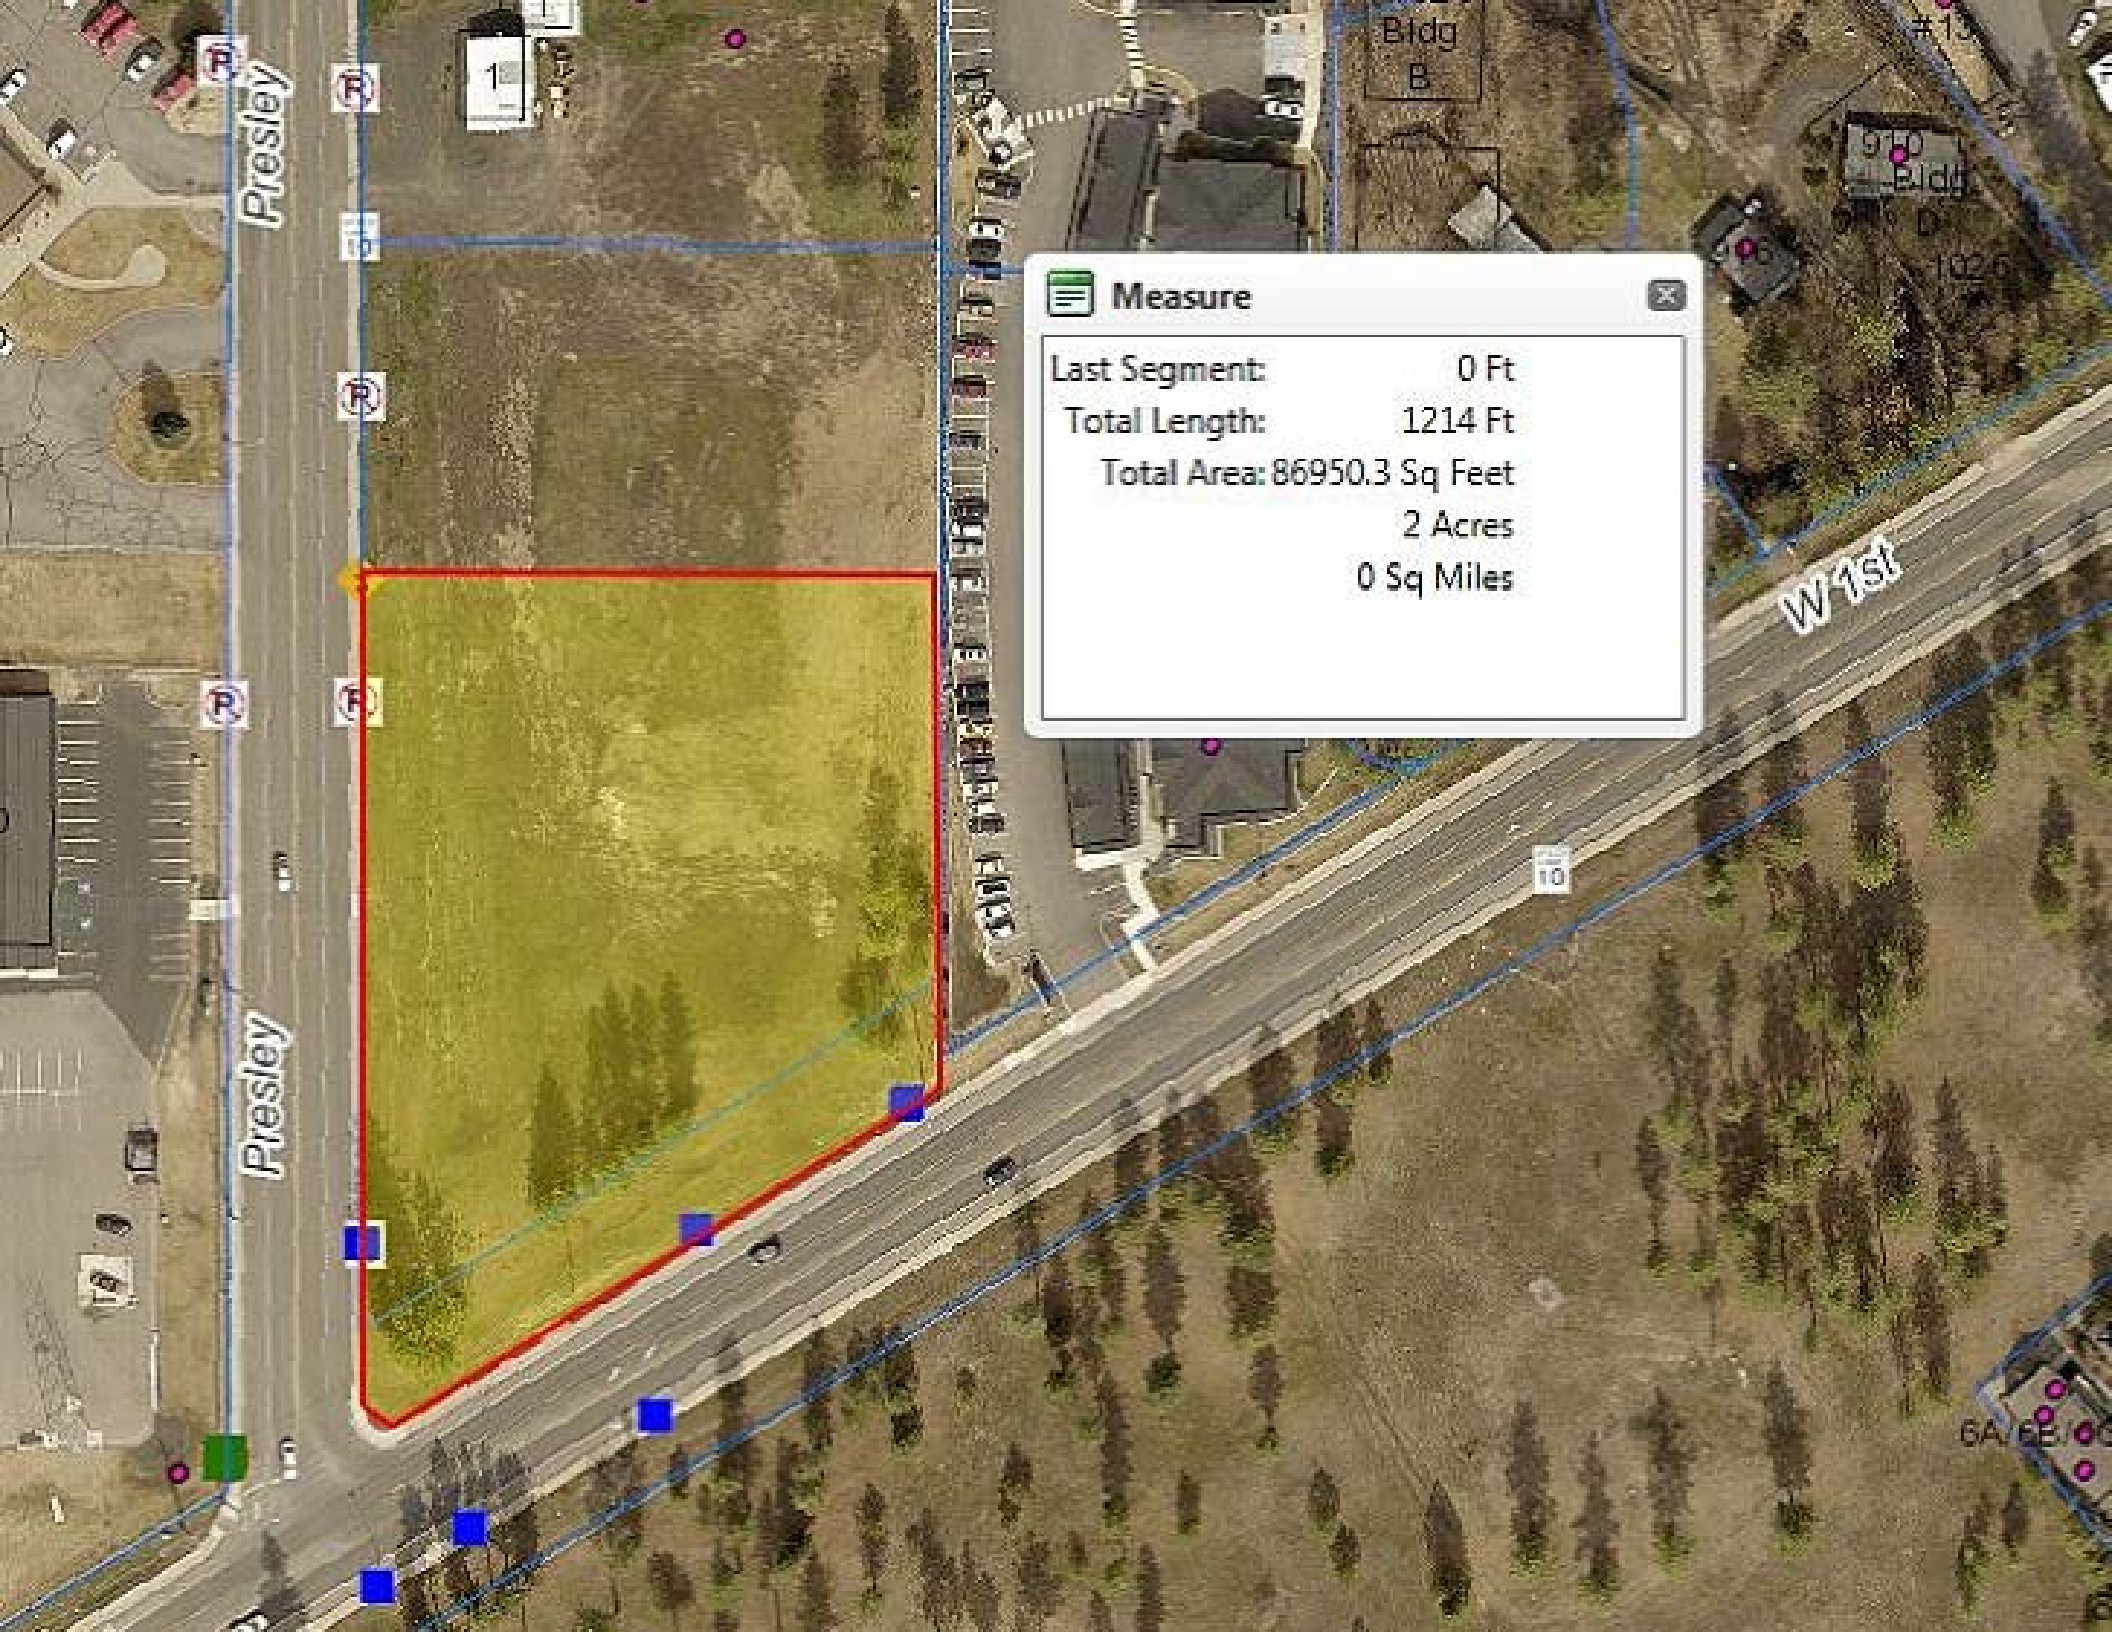 Presley
1
Bldg
B
#13
910
Bldg
D
1026
10
Measure
Last Segment: 0 Ft
Total Length: 1214 Ft
Total Area: 86950.3 Sq Feet
2 Acres
0 Sq Miles
W 1st
10
Presley